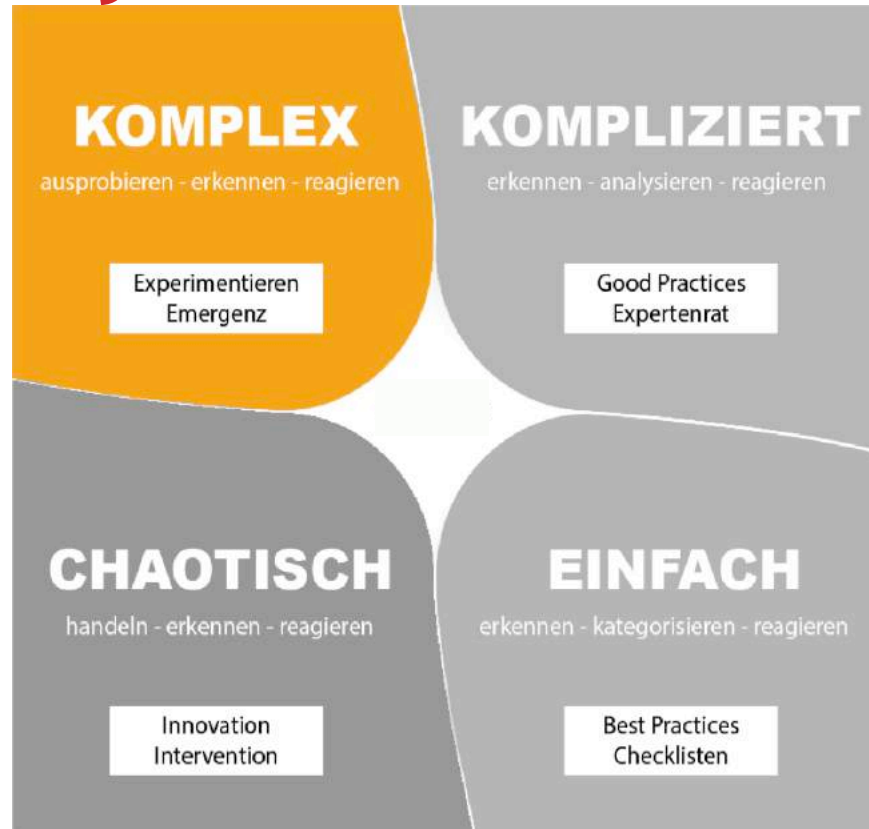 KOMPLEX
ausprobieren - erkennen - reagieren
Experimentieren
Emergenz
KOMPLIZIERT
erkennen - analysieren - reagieren
Good Practices
Expertenrat
CHAOTISCH
handeln - erkennen - reagieren
Innovation
Intervention
EINFACH
erkennen - kategorisieren - reagieren
Best Practices
Checklisten